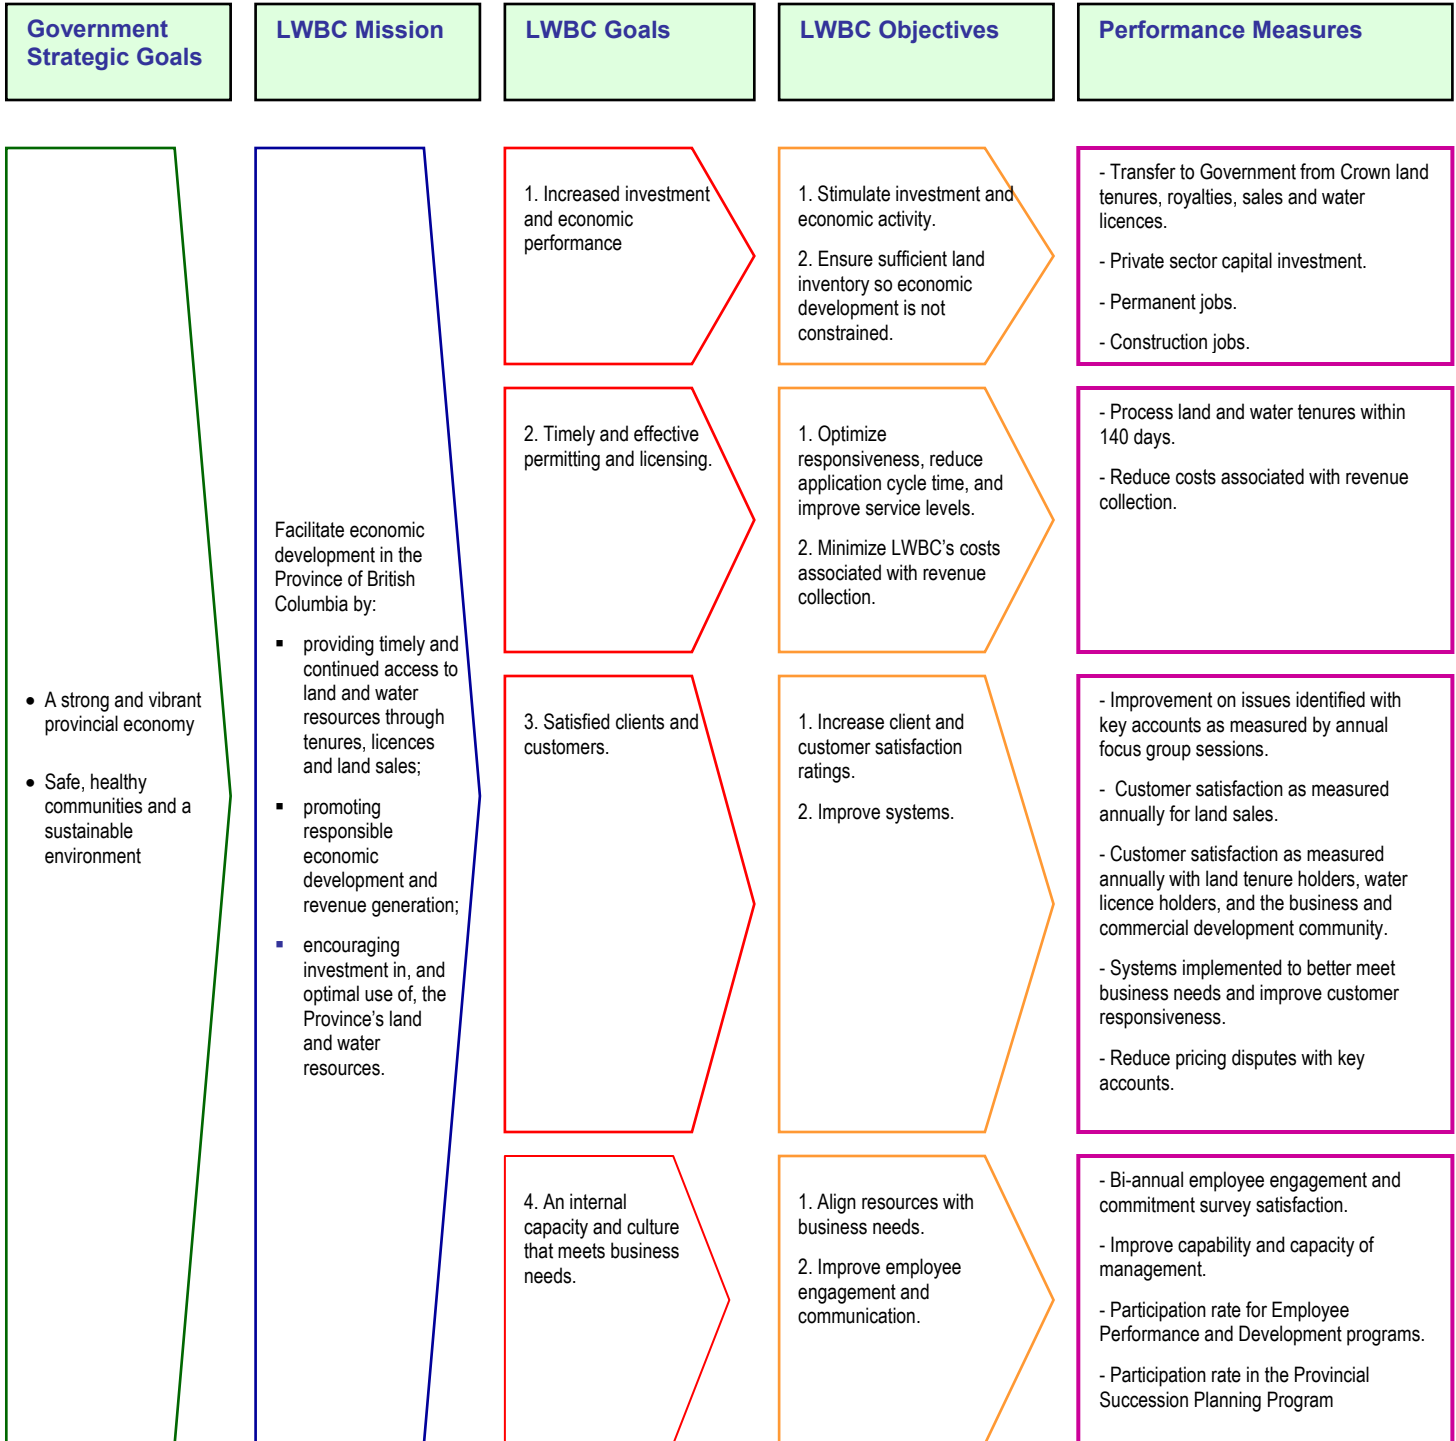 Government
Strategic Goals
LWBC Mission
LWBC Goals
LWBC Objectives
Performance Measures
• A strong and vibrant
provincial economy
• Safe, healthy
communities and a
sustainable
environment
Facilitate economic
development in the
Province of British
Columbia by:
▪ providing timely and
continued access to
land and water
resources through
tenures, licences
and land sales;
▪ promoting
responsible
economic
development and
revenue generation;
▪ encouraging
investment in, and
optimal use of, the
Province’s land
and water
resources.
1. Increased investment
and economic
performance
1. Stimulate investment and
economic activity.
2. Ensure sufficient land
inventory so economic
development is not
constrained.
- Transfer to Government from Crown land
tenures, royalties, sales and water
licences.
- Private sector capital investment.
- Permanent jobs.
- Construction jobs.
2. Timely and effective
permitting and licensing.
1. Optimize
responsiveness, reduce
application cycle time, and
improve service levels.
2. Minimize LWBC’s costs
associated with revenue
collection.
- Process land and water tenures within
140 days.
- Reduce costs associated with revenue
collection.
3. Satisfied clients and
customers.
1. Increase client and
customer satisfaction
ratings.
2. Improve systems.
- Improvement on issues identified with
key accounts as measured by annual
focus group sessions.
- Customer satisfaction as measured
annually for land sales.
- Customer satisfaction as measured
annually with land tenure holders, water
licence holders, and the business and
commercial development community.
- Systems implemented to better meet
business needs and improve customer
responsiveness.
- Reduce pricing disputes with key
accounts.
4. An internal
capacity and culture
that meets business
needs.
1. Align resources with
business needs.
2. Improve employee
engagement and
communication.
- Bi-annual employee engagement and
commitment survey satisfaction.
- Improve capability and capacity of
management.
- Participation rate for Employee
Performance and Development programs.
- Participation rate in the Provincial
Succession Planning Program